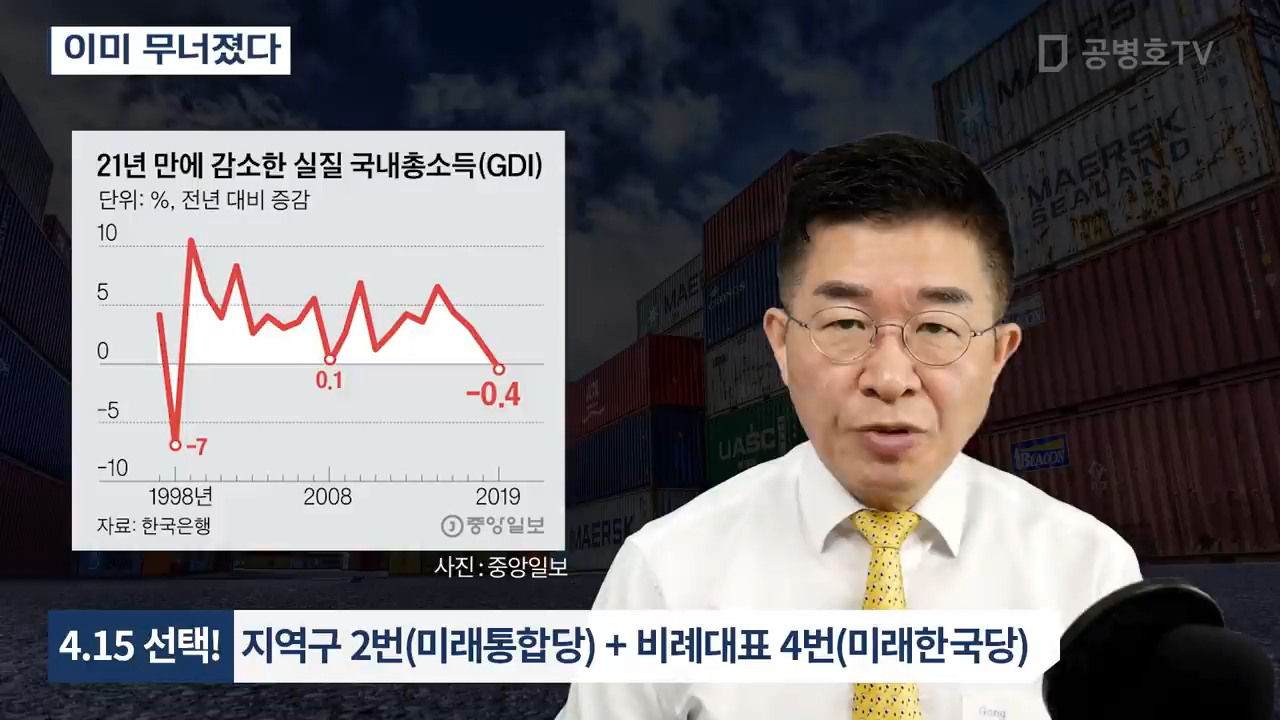 이미 무너졌다
공병호TV
21년 만에 감소한 실질 국내총소득(GDI)
단위: %, 전년 대비 증감
10
5
0
-5
-10
0.1
-0.4
-7
1998년
2008
2019
자료: 한국은행
중앙일보
사진 : 중앙일보
4.15 선택!
지역구 2번(미래통합당) + 비례대표 4번(미래한국당)
MAERSK
MAERSK
SEALAND
MAERSK
UASC
BEACON
MAERSK
Gong